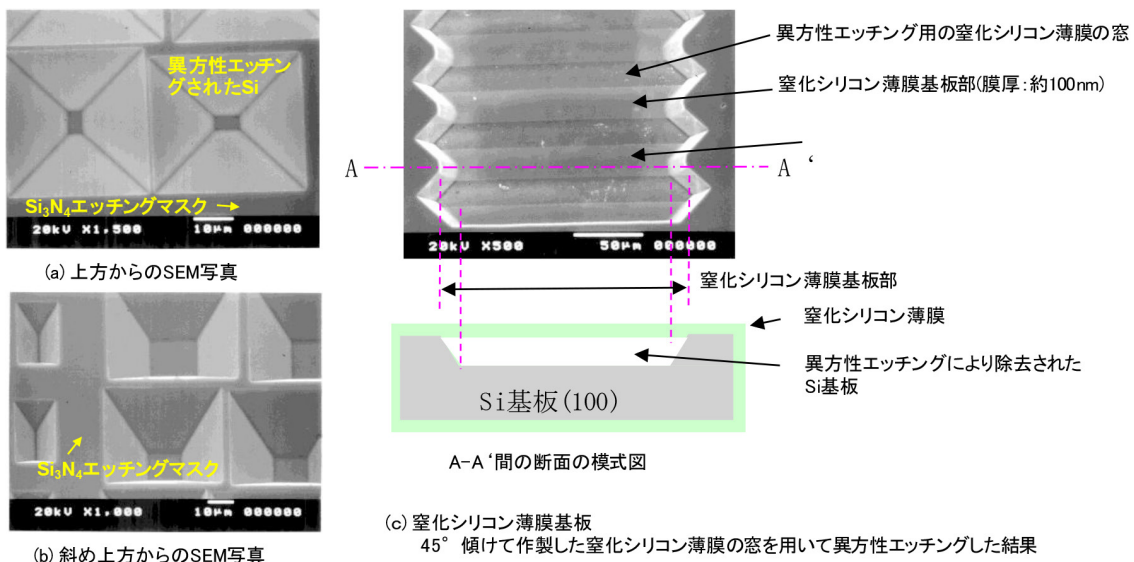 異方性エッチン
グされたSi
Si3N4エッチングマスク
20kV X1,500 10μm 000000
(a) 上方からのSEM写真
Si3N4エッチングマスク
20kV X1,000 10μm 000000
(b) 斜め上方からのSEM写真
異方性エッチング用の窒化シリコン薄膜の窓
窒化シリコン薄膜基板部(膜厚:約100nm)
A A‘
20kV X500 50μm 000000
窒化シリコン薄膜基板部
窒化シリコン薄膜
異方性エッチングにより除去された
Si基板
Si基板(100)
A-A‘間の断面の模式図
(c) 窒化シリコン薄膜基板
45°傾けて作製した窒化シリコン薄膜の窓を用いて異方性エッチングした結果